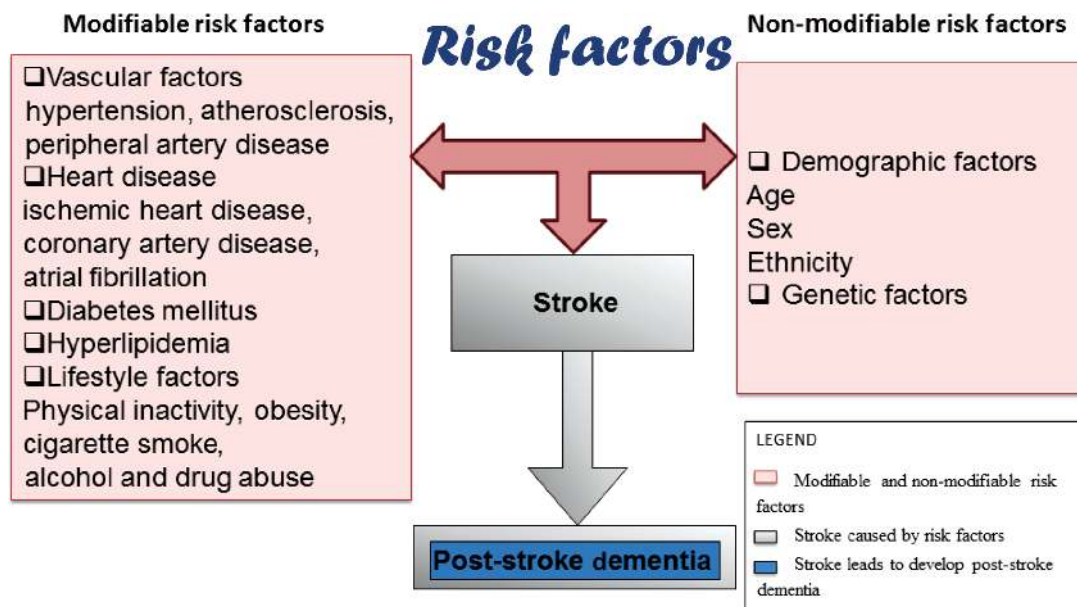 Modifiable risk factors
Risk factors
Non-modifiable risk factors
❑Vascular factors
hypertension, atherosclerosis,
peripheral artery disease
❑Heart disease
ischemic heart disease,
coronary artery disease,
atrial fibrillation
❑Diabetes mellitus
❑Hyperlipidemia
❑Lifestyle factors
Physical inactivity, obesity,
cigarette smoke,
alcohol and drug abuse
❑ Demographic factors
Age
Sex
Ethnicity
❑ Genetic factors
Stroke
Post-stroke dementia
LEGEND
Modifiable and non-modifiable risk
factors
Stroke caused by risk factors
Stroke leads to develop post-stroke
dementia